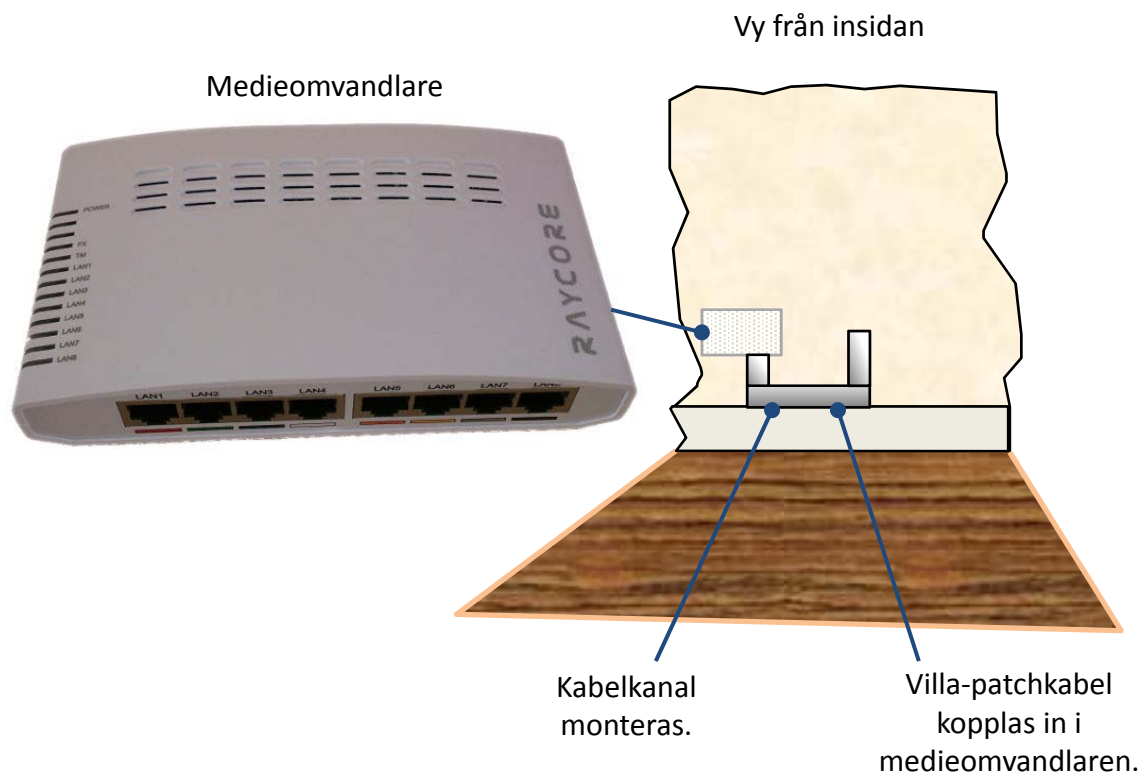 Vy från insidan
Medieomvandlare
POWER
FX
TM
LAN1
LAN2
LAN3
LAN4
LAN5
LAN6
LAN7
LAN8
RAYCORE
LAN1 LAN2 LAN3 LAN4 LAN5 LAN6 LAN7
Kabelkanal
monteras.
Villa-patchkabel
kopplas in i
medieomvandlaren.